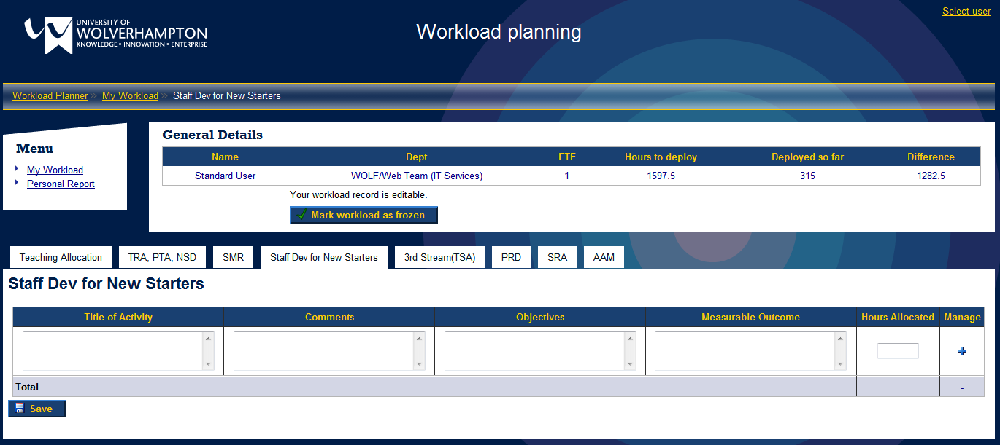 Select user
UNIVERSITY OF
WOLVERHAMPTON
KNOWLEDGE • INNOVATION • ENTERPRISE
Workload planning
Workload Planner » My Workload » Staff Dev for New Starters
Menu
My Workload
Personal Report
General Details
Name Dept FTE Hours to deploy Deployed so far Difference
Standard User WOLF/Web Team (IT Services) 1 1597.5 315 1282.5
Your workload record is editable.
Mark workload as frozen
Teaching Allocation TRA, PTA, NSD SMR Staff Dev for New Starters 3rd Stream(TSA) PRD SRA AAM
Staff Dev for New Starters
Title of Activity Comments Objectives Measurable Outcome Hours Allocated Manage
Total -
Save